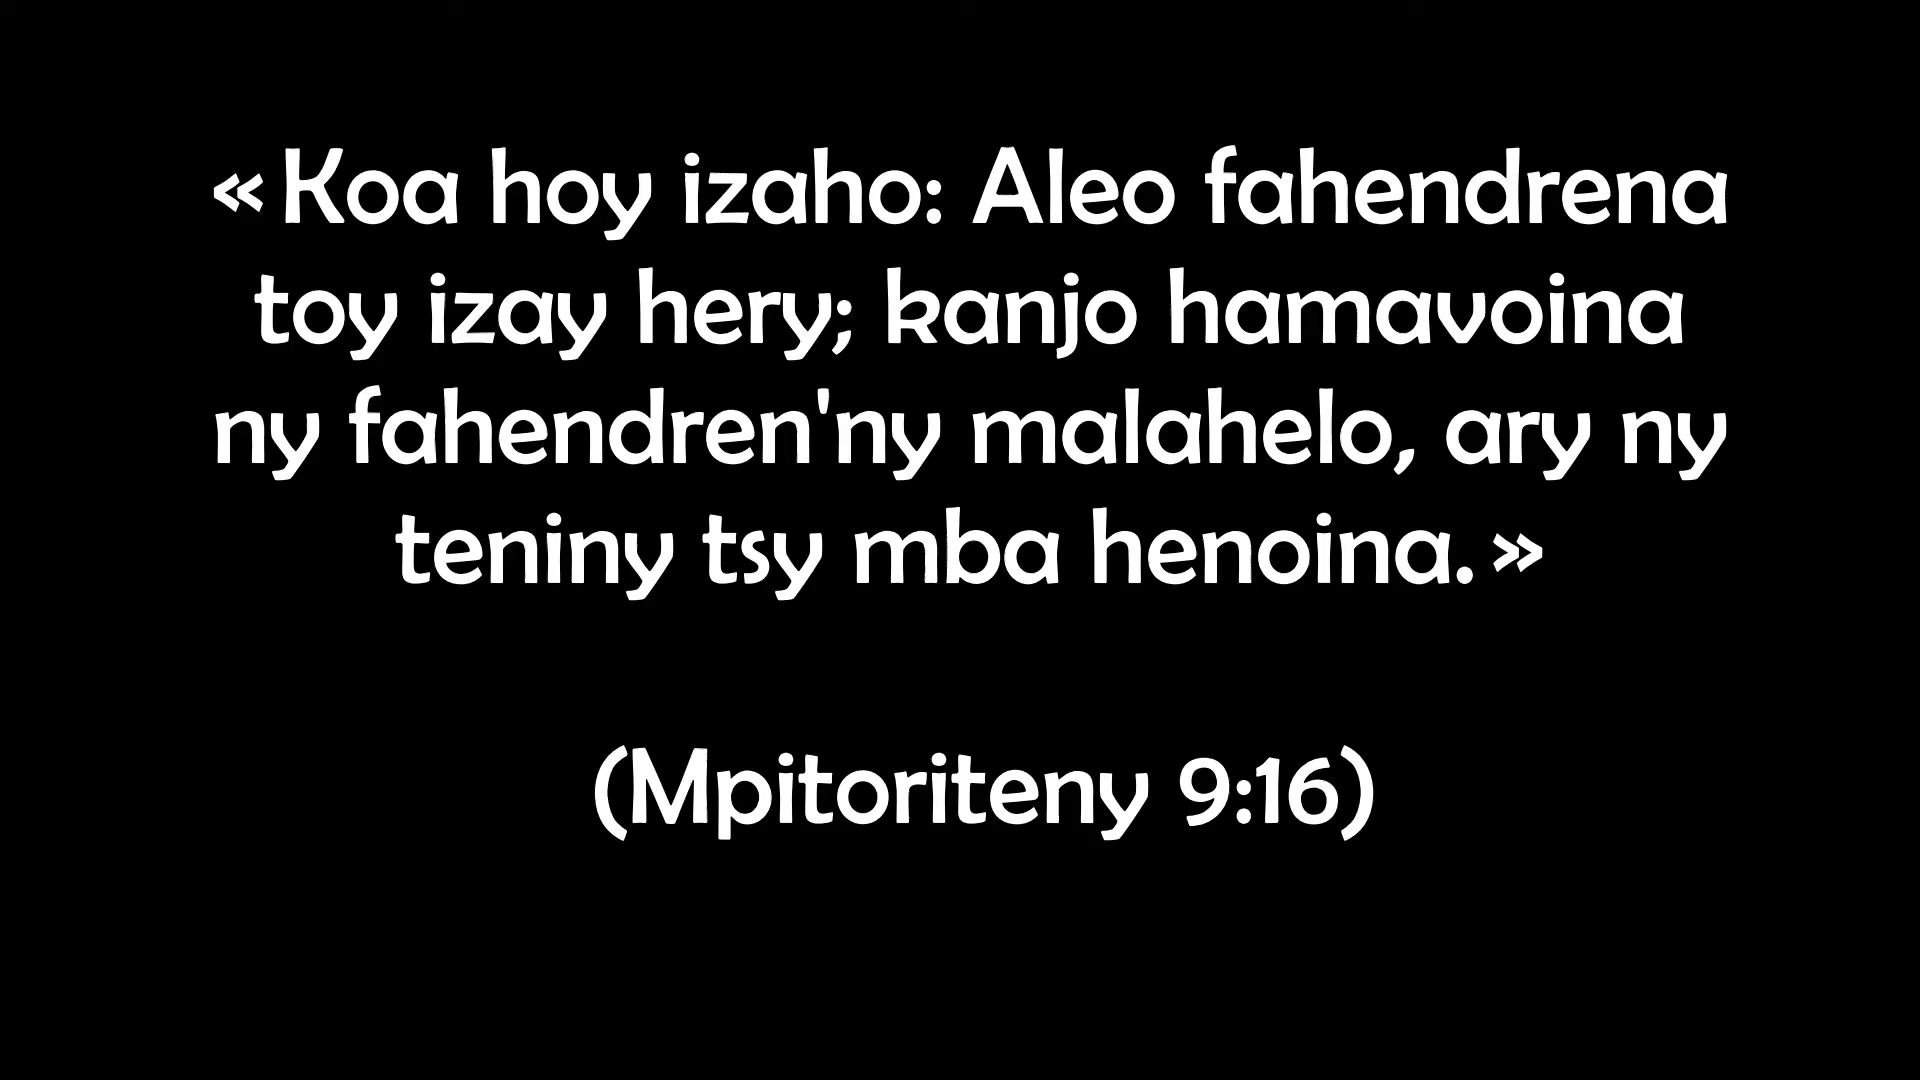 « Koa hoy izaho: Aleo fahendrena
toy izay hery; kanjo hamavoina
ny fahendren'ny malahelo, ary ny
teniny tsy mba henoina. »
(Mpitoriteny 9:16)